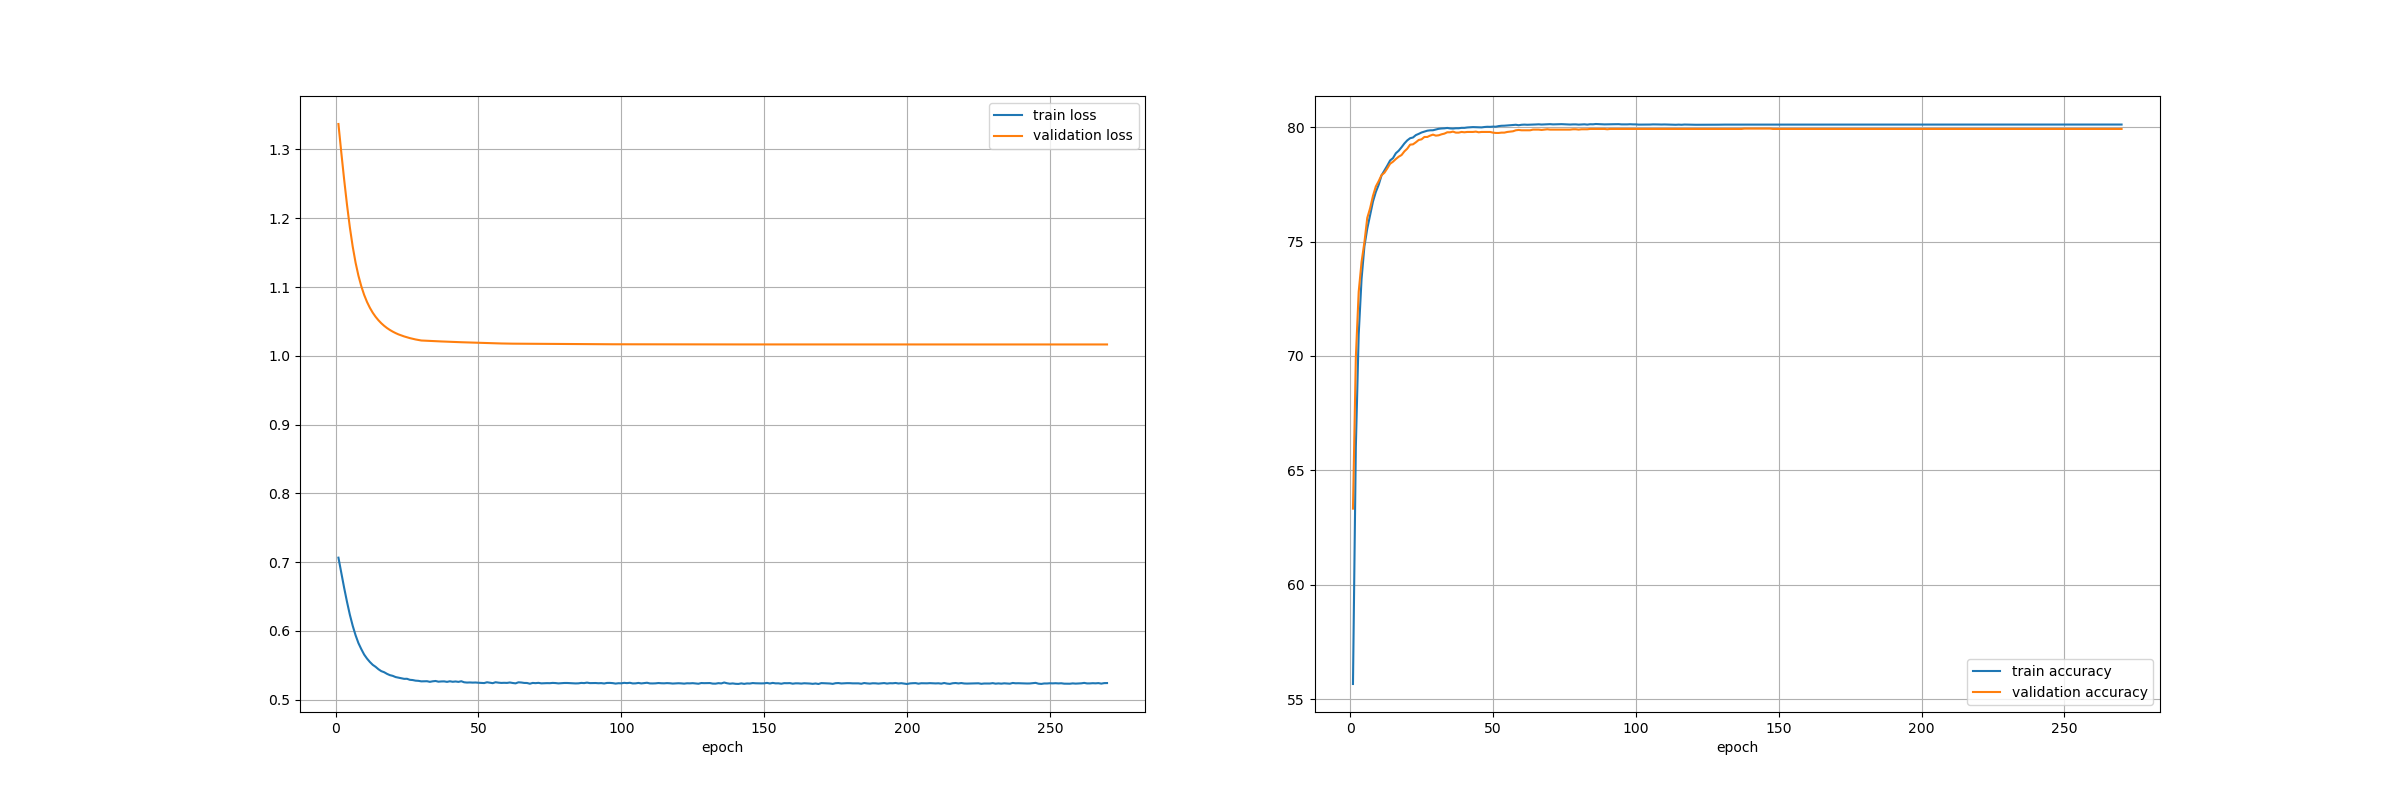 train loss
validation loss
1.3
1.2
1.1
1.0
0.9
0.8
0.7
0.6
0.5
0 50 100 150 200 250
epoch
80
75
70
65
60
55
train accuracy
validation accuracy
0 50 100 150 200 250
epoch